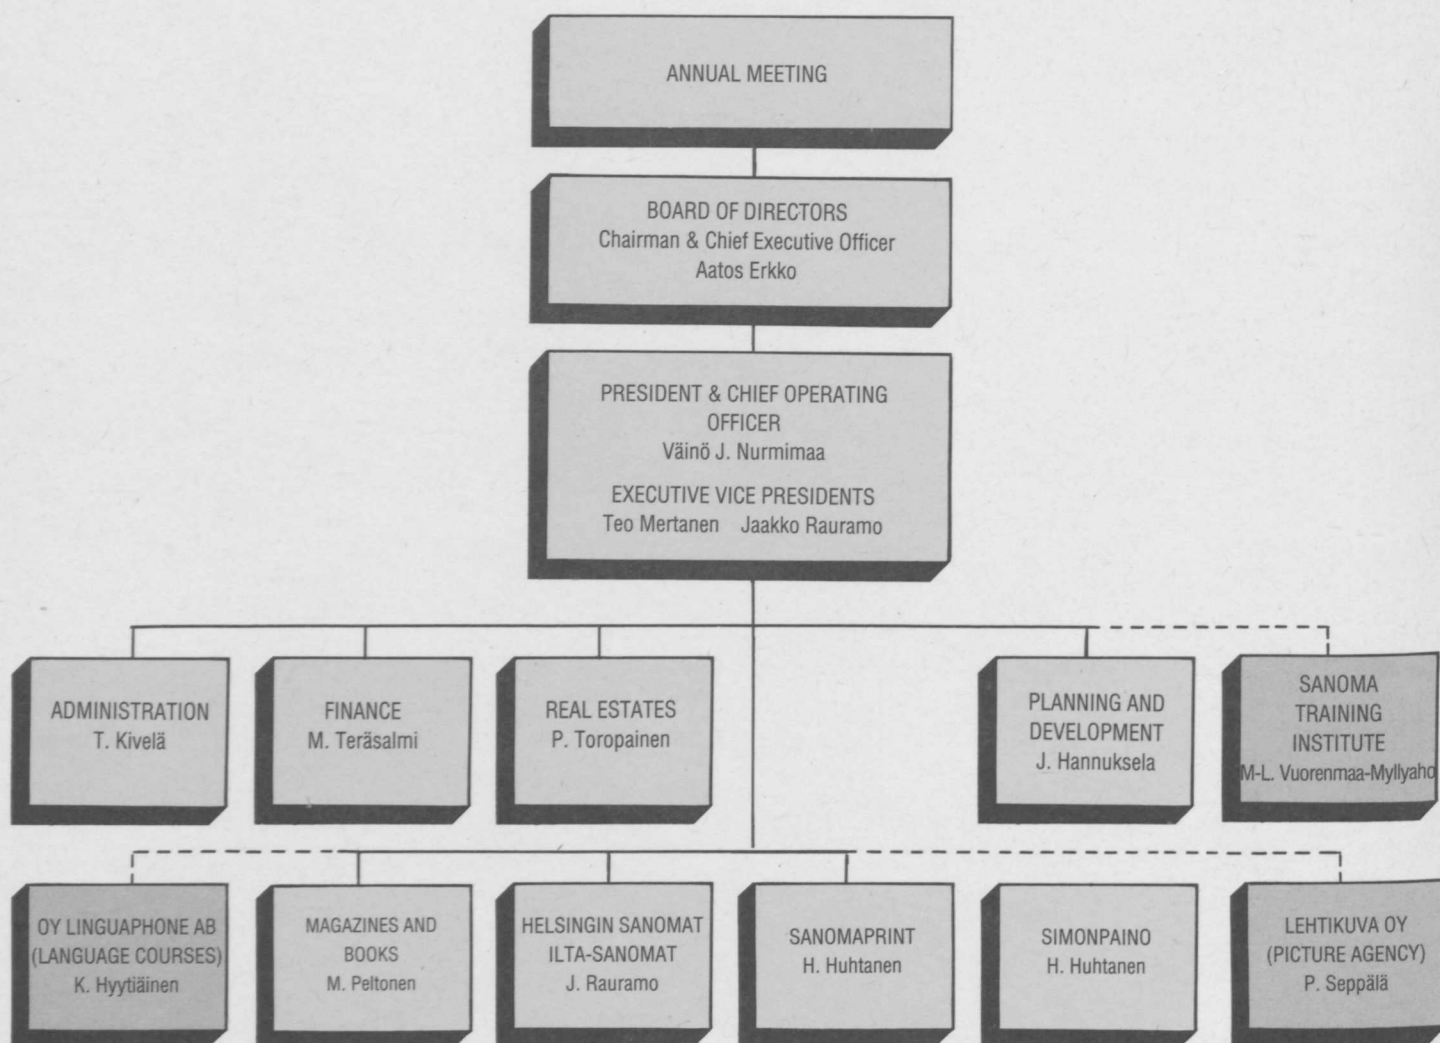 ANNUAL MEETING
BOARD OF DIRECTORS
Chairman & Chief Executive Officer
Aatos Erkko
PRESIDENT & CHIEF OPERATING
OFFICER
Väinö J. Nurmimaa
EXECUTIVE VICE PRESIDENTS
Teo Mertanen Jaakko Rauramo
ADMINISTRATION
T. Kivelä
FINANCE
M. Teräsalmi
REAL ESTATES
P. Toropainen
PLANNING AND
DEVELOPMENT
J. Hannuksela
SANOMA
TRAINING
INSTITUTE
M-L. Vuorenmaa-Myllyaho
OY LINGUAPHONE AB
(LANGUAGE COURSES)
K. Hyytiäinen
MAGAZINES AND
BOOKS
M. Peltonen
HELSINGIN SANOMAT
ILTA-SANOMAT
J. Rauramo
SANOMAPRINT
H. Huhtanen
SIMONPAINO
H. Huhtanen
LEHTIKUVA OY
(PICTURE AGENCY)
P. Seppälä